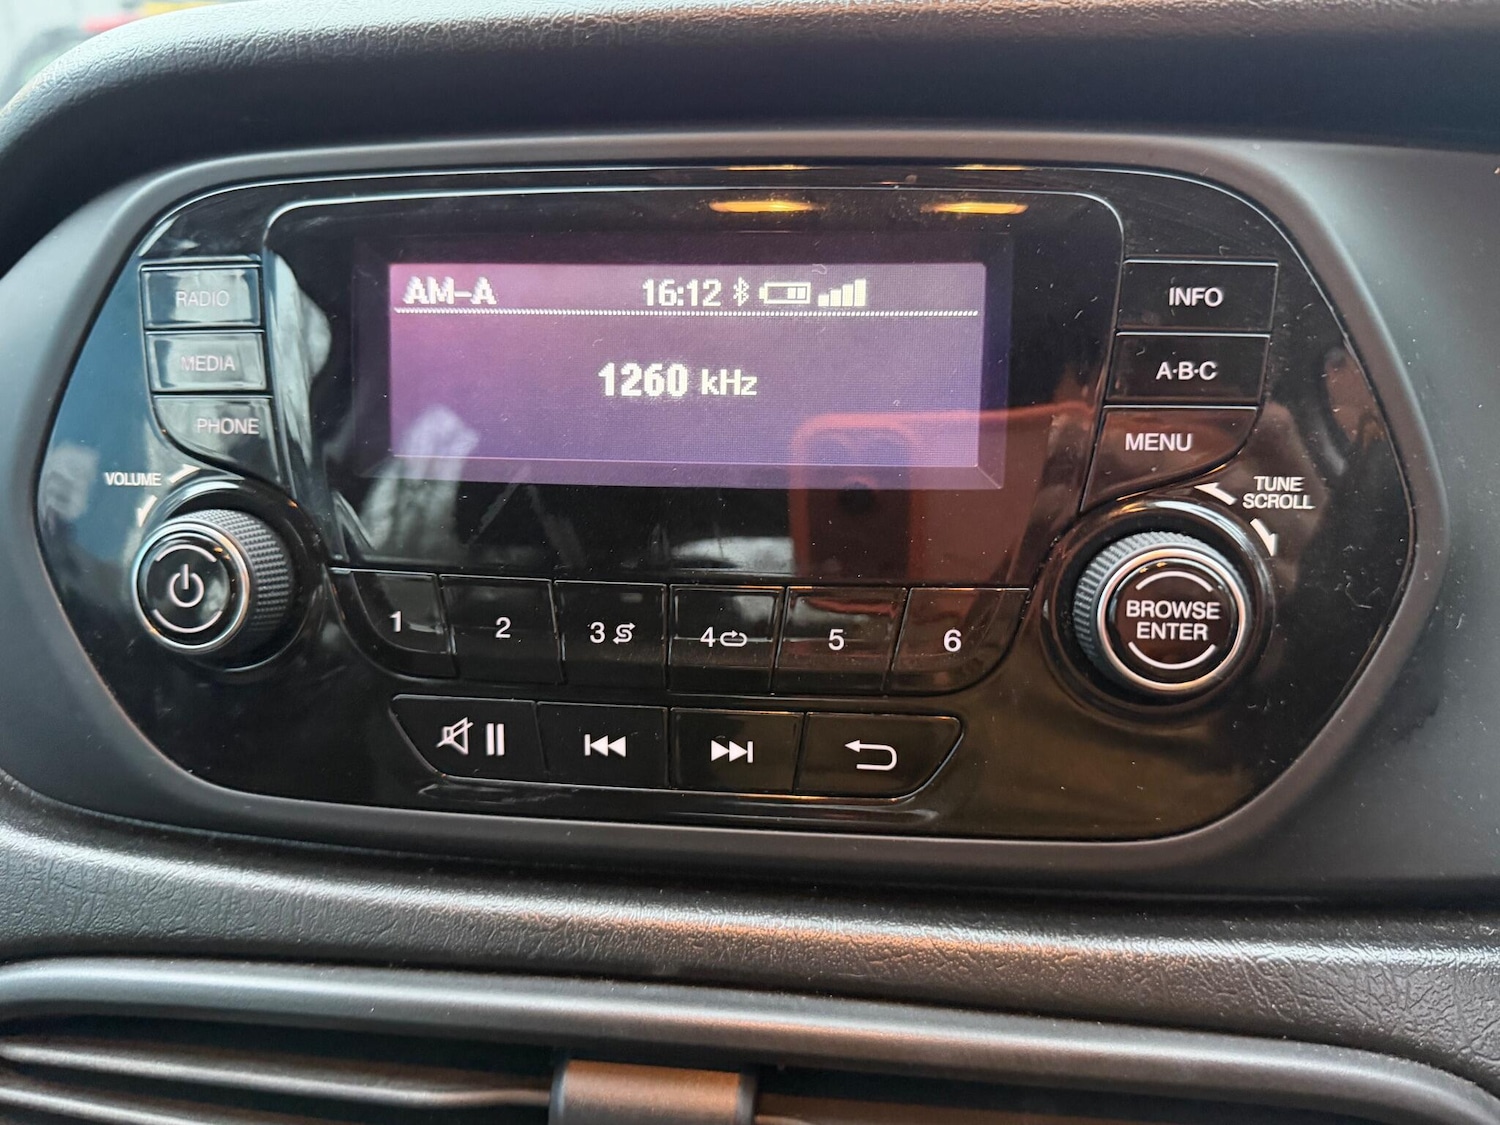 AM-A 16:12
1260 kHz
RADIO
MEDIA
PHONE
VOLUME
INFO
A·B·C
MENU
TUNE
SCROLL
BROWSE
ENTER
1 2 3 4 5 6